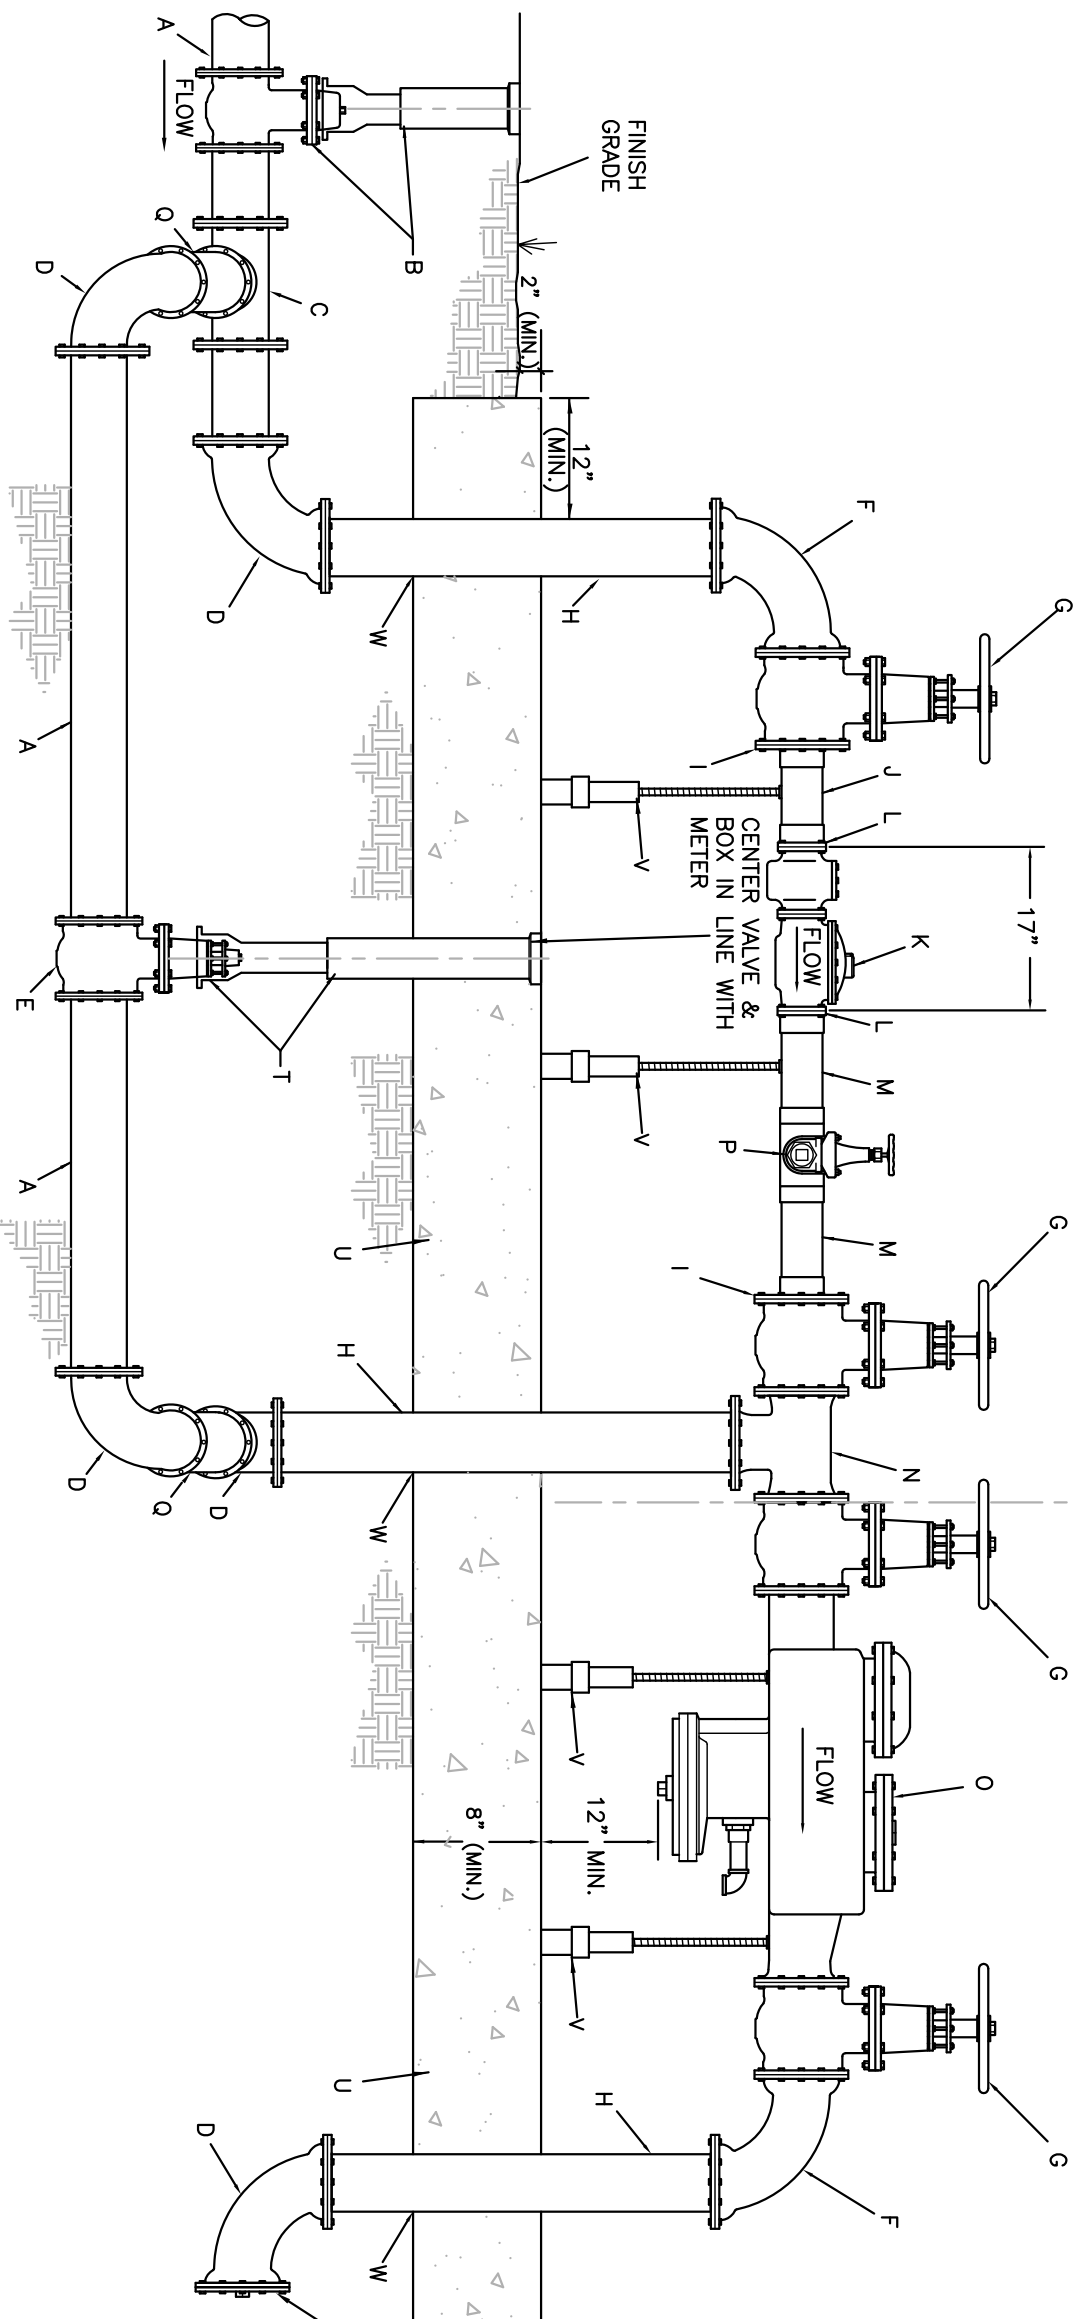 G
G
G
G
17"
O
K
N
F
J
L
L
M
M
F
FLOW
FLOW
CENTER VALVE &
BOX IN LINE WITH
METER
P
I
I
V
V
FINISH
GRADE
H
H
12" MIN.
12"
(MIN.)
V
V
2" (MIN.)
8" (MIN.)
B
W
W
W
U
H
U
C
T
D
D
D
FLOW
A
Q
Q
D
D
A
E
A